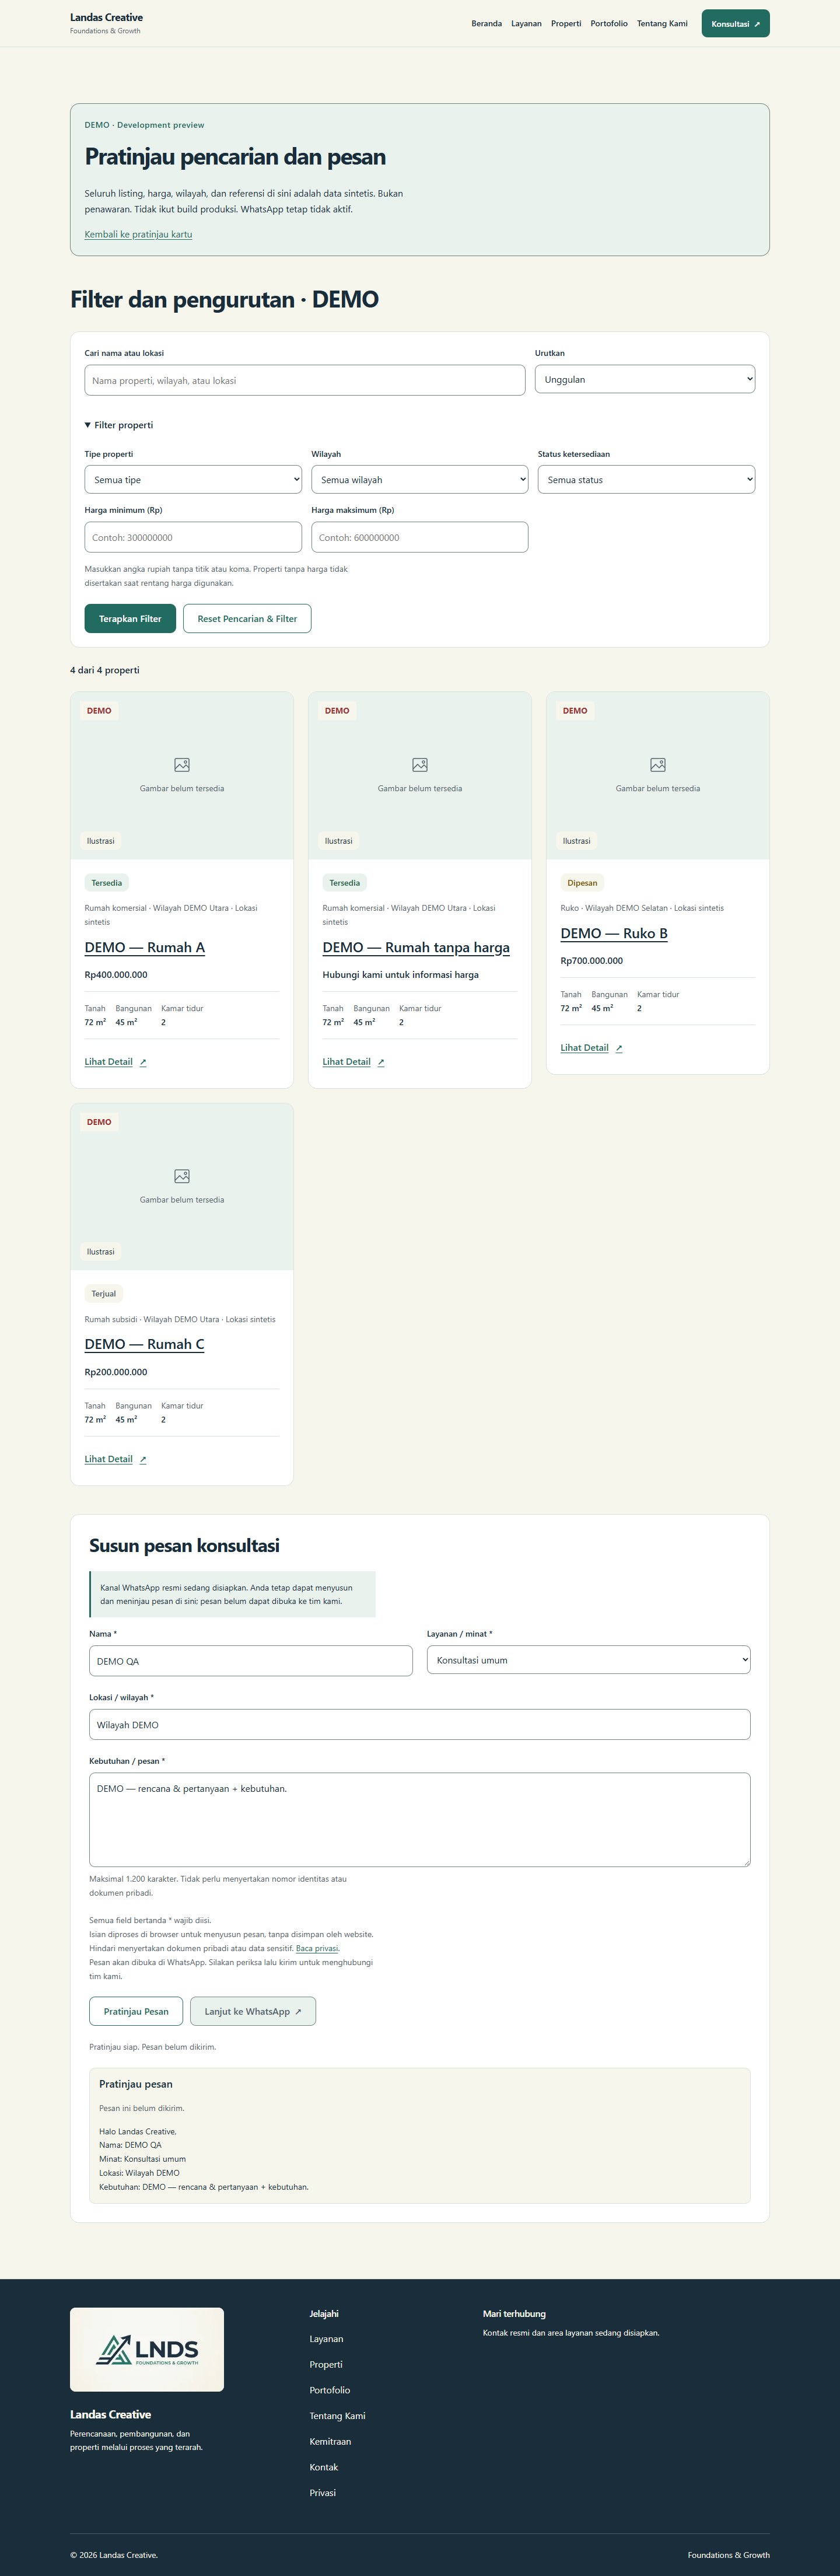 Landas Creative
Foundations & Growth
Beranda Layanan Properti Portofolio Tentang Kami Konsultasi ↗
DEMO · Development preview
Pratinjau pencarian dan pesan
Seluruh listing, harga, wilayah, dan referensi di sini adalah data sintetis. Bukan
penawaran. Tidak ikut build produksi. WhatsApp tetap tidak aktif.
Kembali ke pratinjau kartu
Filter dan pengurutan · DEMO
Cari nama atau lokasi
Nama properti, wilayah, atau lokasi
Urutkan
Unggulan
▼ Filter properti
Tipe properti
Semua tipe
Wilayah
Semua wilayah
Status ketersediaan
Semua status
Harga minimum (Rp)
Contoh: 300000000
Harga maksimum (Rp)
Contoh: 600000000
Masukkan angka rupiah tanpa titik atau koma. Properti tanpa harga tidak
disertakan saat rentang harga digunakan.
Terapkan Filter
Reset Pencarian & Filter
4 dari 4 properti
DEMO
Gambar belum tersedia
Ilustrasi
Tersedia
Rumah komersial · Wilayah DEMO Utara · Lokasi
sintetis
DEMO — Rumah A
Rp400.000.000
Tanah Bangunan Kamar tidur
72 m² 45 m² 2
Lihat Detail ↗
DEMO
Gambar belum tersedia
Ilustrasi
Tersedia
Rumah komersial · Wilayah DEMO Utara · Lokasi
sintetis
DEMO — Rumah tanpa harga
Hubungi kami untuk informasi harga
Tanah Bangunan Kamar tidur
72 m² 45 m² 2
Lihat Detail ↗
DEMO
Gambar belum tersedia
Ilustrasi
Dipesan
Ruko · Wilayah DEMO Selatan · Lokasi sintetis
DEMO — Ruko B
Rp700.000.000
Tanah Bangunan Kamar tidur
72 m² 45 m² 2
Lihat Detail ↗
DEMO
Gambar belum tersedia
Ilustrasi
Terjual
Rumah subsidi · Wilayah DEMO Utara · Lokasi sintetis
DEMO — Rumah C
Rp200.000.000
Tanah Bangunan Kamar tidur
72 m² 45 m² 2
Lihat Detail ↗
Susun pesan konsultasi
Kanal WhatsApp resmi sedang disiapkan. Anda tetap dapat menyusun
dan meninjau pesan di sini; pesan belum dapat dibuka ke tim kami.
Nama *
DEMO QA
Layanan / minat *
Konsultasi umum
Lokasi / wilayah *
Wilayah DEMO
Kebutuhan / pesan *
DEMO — rencana & pertanyaan + kebutuhan.
Maksimal 1.200 karakter. Tidak perlu menyertakan nomor identitas atau
dokumen pribadi.
Semua field bertanda * wajib diisi.
Isian diproses di browser untuk menyusun pesan, tanpa disimpan oleh website.
Hindari menyertakan dokumen pribadi atau data sensitif. Baca privasi.
Pesan akan dibuka di WhatsApp. Silakan periksa lalu kirim untuk menghubungi
tim kami.
Pratinjau Pesan
Lanjut ke WhatsApp ↗
Pratinjau siap. Pesan belum dikirim.
Pratinjau pesan
Pesan ini belum dikirim.
Halo Landas Creative,
Nama: DEMO QA
Minat: Konsultasi umum
Lokasi: Wilayah DEMO
Kebutuhan: DEMO — rencana & pertanyaan + kebutuhan.
LNDS
FOUNDATIONS & GROWTH
Landas Creative
Perencanaan, pembangunan, dan
properti melalui proses yang terarah.
Jelajahi
Layanan
Properti
Portofolio
Tentang Kami
Kemitraan
Kontak
Privasi
Mari terhubung
Kontak resmi dan area layanan sedang disiapkan.
© 2026 Landas Creative.
Foundations & Growth